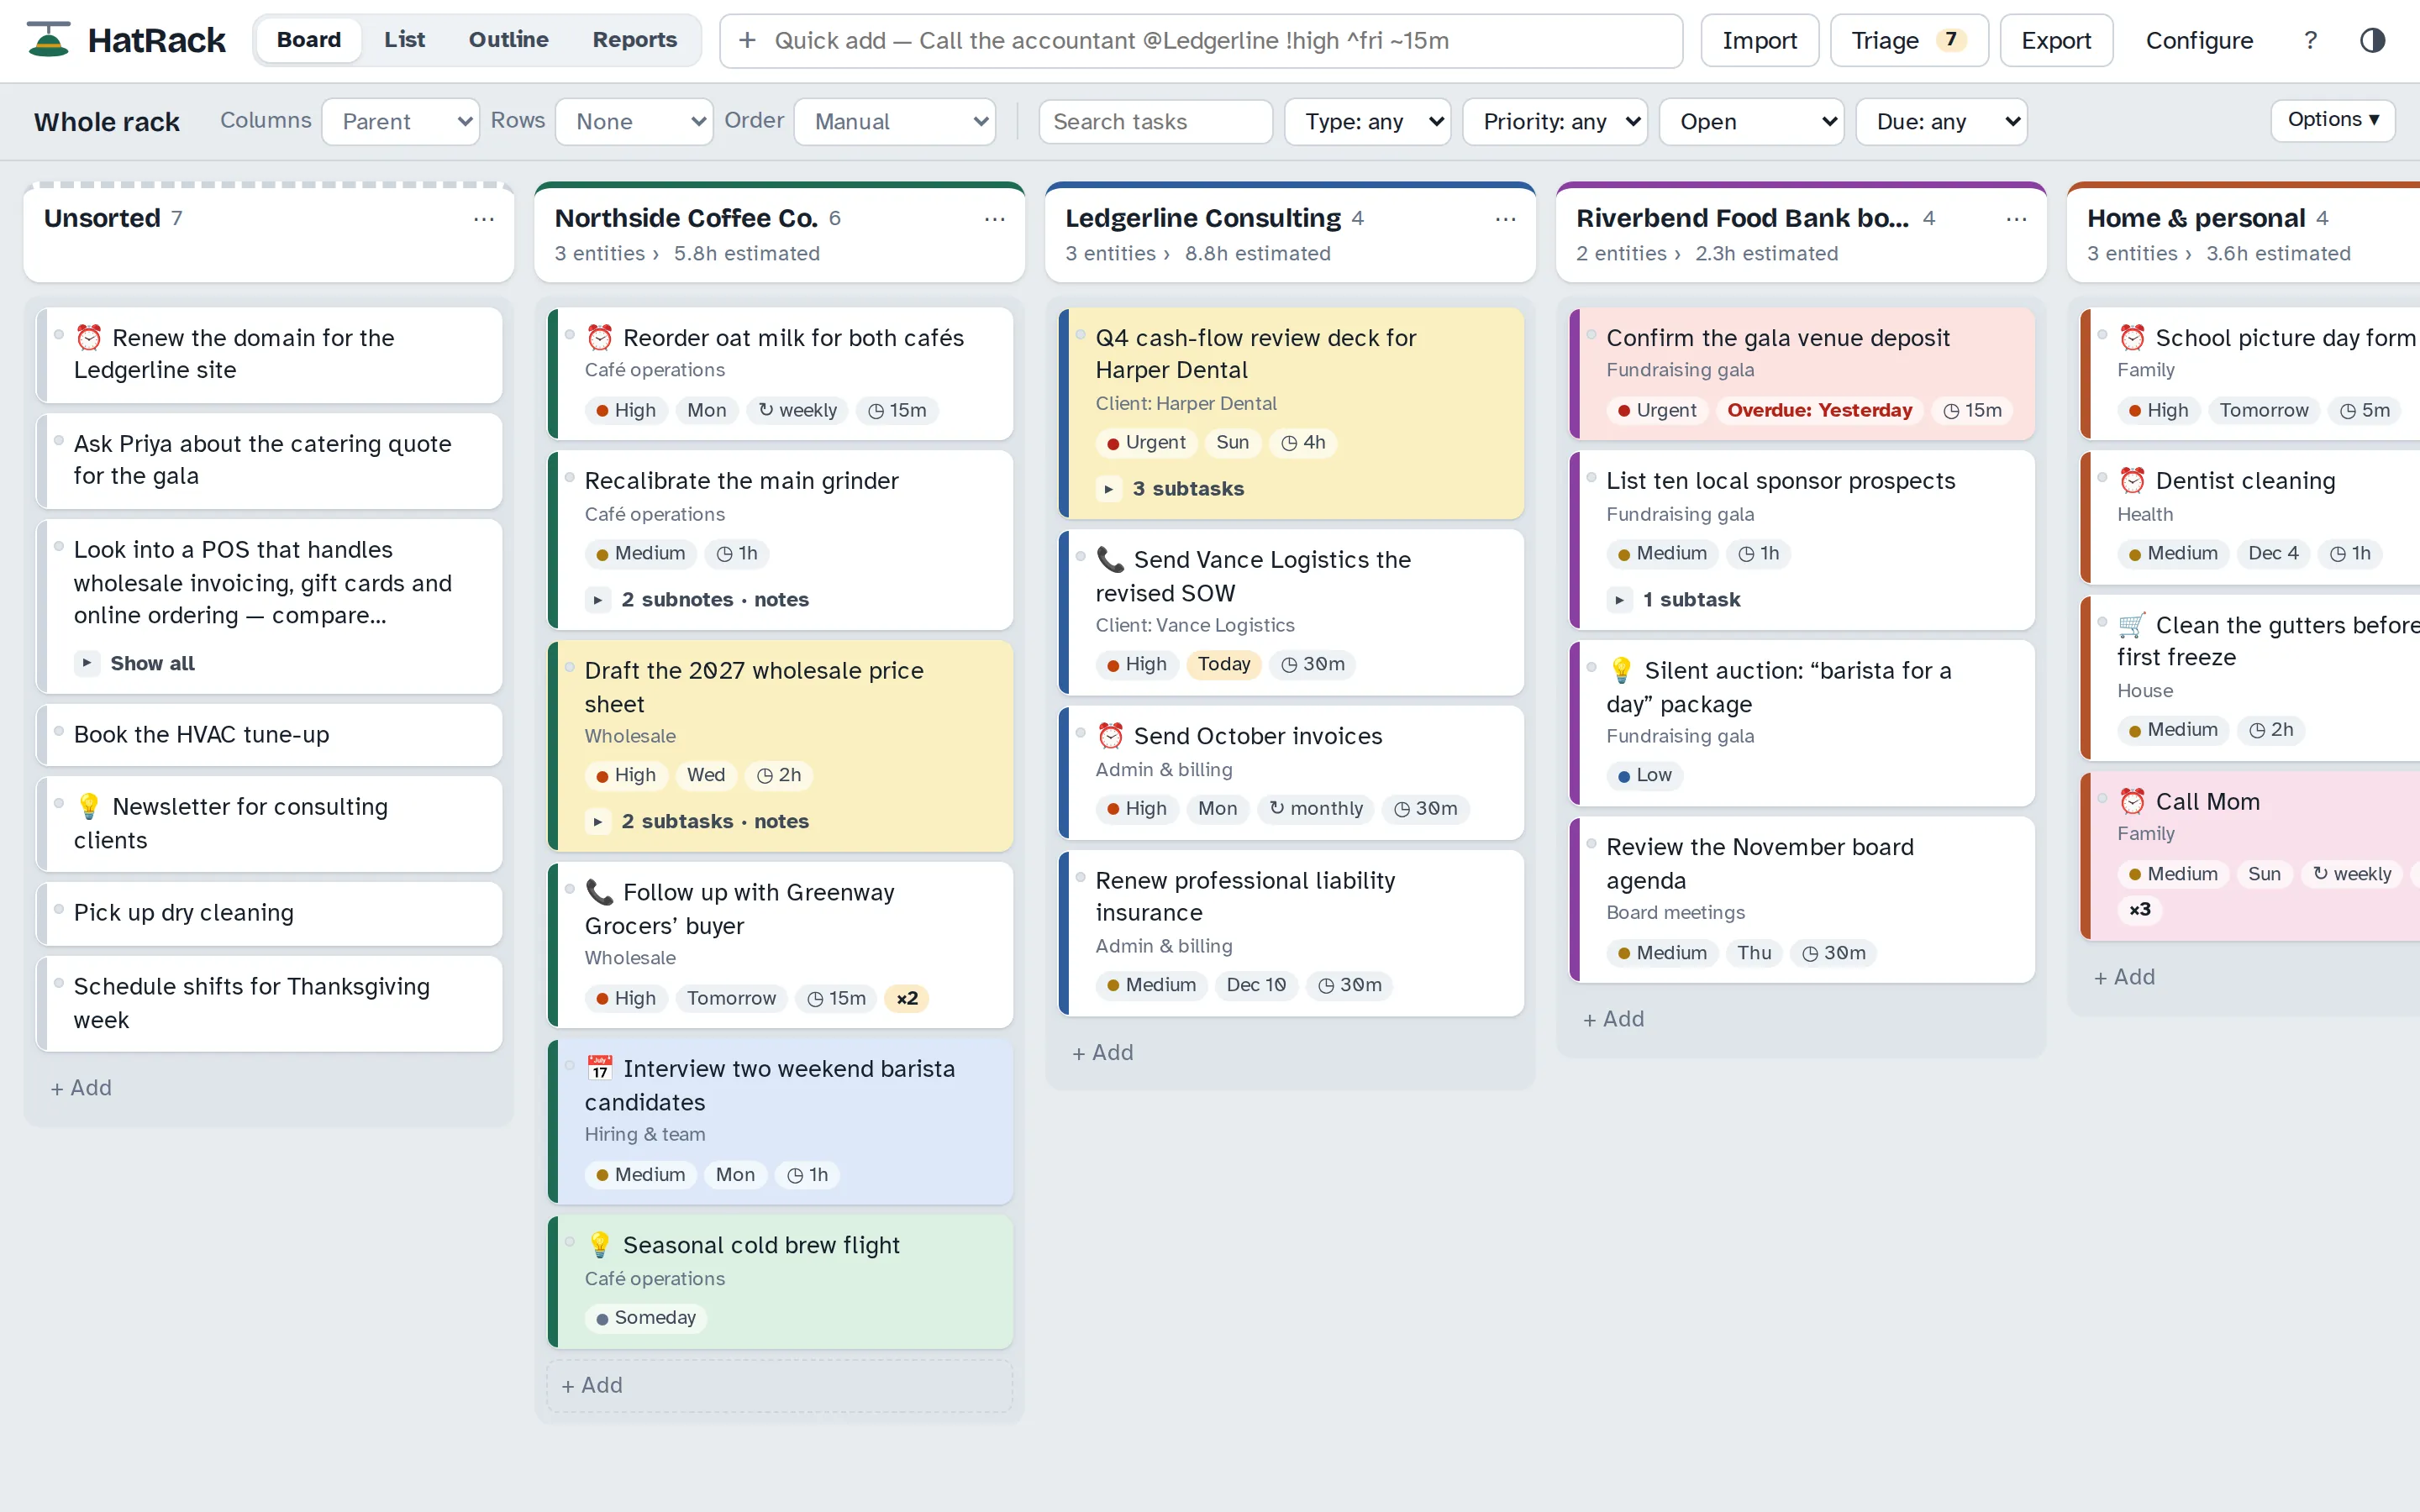 HatRack
Board List Outline Reports
+ Quick add — Call the accountant @Ledgerline !high ^fri ~15m
Import Triage 7 Export Configure ?
Whole rack Columns Parent Rows None Order Manual Search tasks Type: any Priority: any Open Due: any Options ▾
Unsorted 7 ⋯
⏰ Renew the domain for the
Ledgerline site
Ask Priya about the catering quote
for the gala
Look into a POS that handles
wholesale invoicing, gift cards and
online ordering — compare...
▸ Show all
Book the HVAC tune-up
💡 Newsletter for consulting
clients
Pick up dry cleaning
Schedule shifts for Thanksgiving
week
+ Add
Northside Coffee Co. 6 ⋯
3 entities › 5.8h estimated
⏰ Reorder oat milk for both cafés
Café operations
High Mon ↻ weekly ◷ 15m
Recalibrate the main grinder
Café operations
Medium ◷ 1h
▸ 2 subnotes · notes
Draft the 2027 wholesale price
sheet
Wholesale
High Wed ◷ 2h
▸ 2 subtasks · notes
📞 Follow up with Greenway
Grocers’ buyer
Wholesale
High Tomorrow ◷ 15m ×2
📅 Interview two weekend barista
candidates
Hiring & team
Medium Mon ◷ 1h
💡 Seasonal cold brew flight
Café operations
Someday
+ Add
Ledgerline Consulting 4 ⋯
3 entities › 8.8h estimated
Q4 cash-flow review deck for
Harper Dental
Client: Harper Dental
Urgent Sun ◷ 4h
▸ 3 subtasks
📞 Send Vance Logistics the
revised SOW
Client: Vance Logistics
High Today ◷ 30m
⏰ Send October invoices
Admin & billing
High Mon ↻ monthly ◷ 30m
Renew professional liability
insurance
Admin & billing
Medium Dec 10 ◷ 30m
+ Add
Riverbend Food Bank bo... 4 ⋯
2 entities › 2.3h estimated
Confirm the gala venue deposit
Fundraising gala
Urgent Overdue: Yesterday ◷ 15m
List ten local sponsor prospects
Fundraising gala
Medium ◷ 1h
▸ 1 subtask
💡 Silent auction: “barista for a
day” package
Fundraising gala
Low
Review the November board
agenda
Board meetings
Medium Thu ◷ 30m
+ Add
Home & personal 4
3 entities › 3.6h estimated
⏰ School picture day form
Family
High Tomorrow ◷ 5m
⏰ Dentist cleaning
Health
Medium Dec 4 ◷ 1h
🛒 Clean the gutters before
first freeze
House
Medium ◷ 2h
⏰ Call Mom
Family
Medium Sun ↻ weekly
×3
+ Add